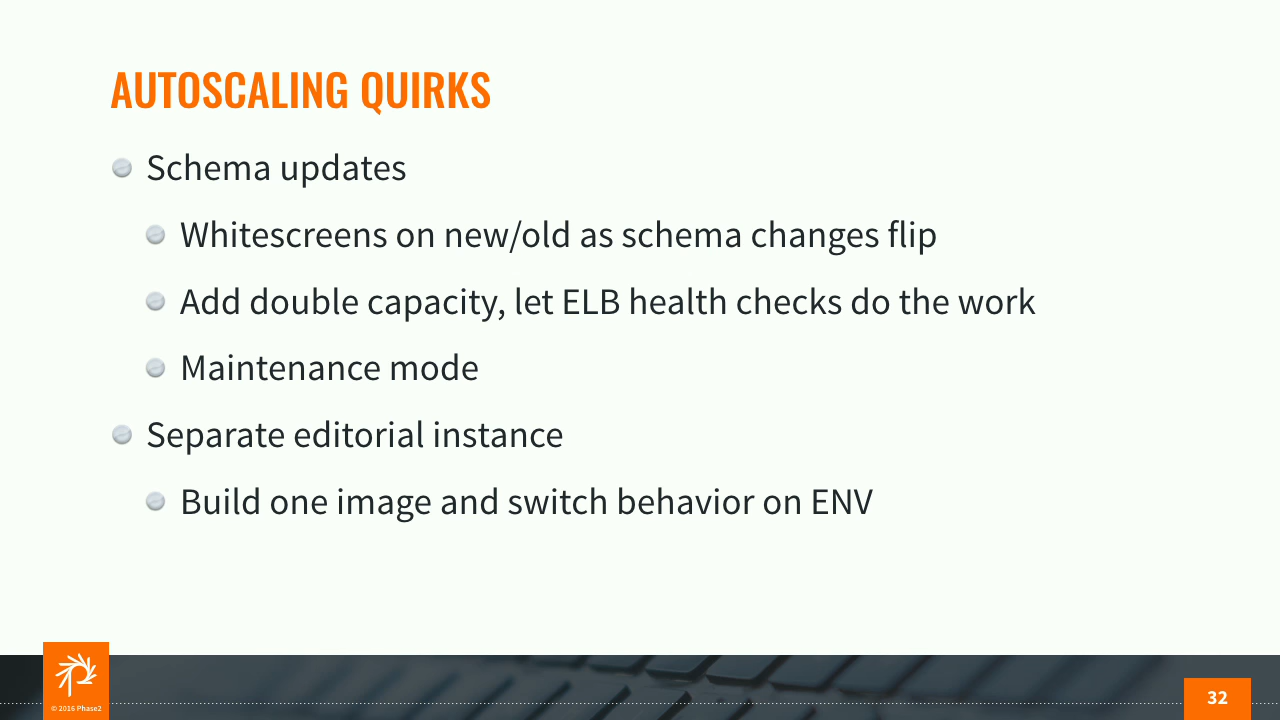 AUTOSCALING QUIRKS
Schema updates
Whitescreens on new/old as schema changes flip
Add double capacity, let ELB health checks do the work
Maintenance mode
Separate editorial instance
Build one image and switch behavior on ENV
© 2016 Phase2
32